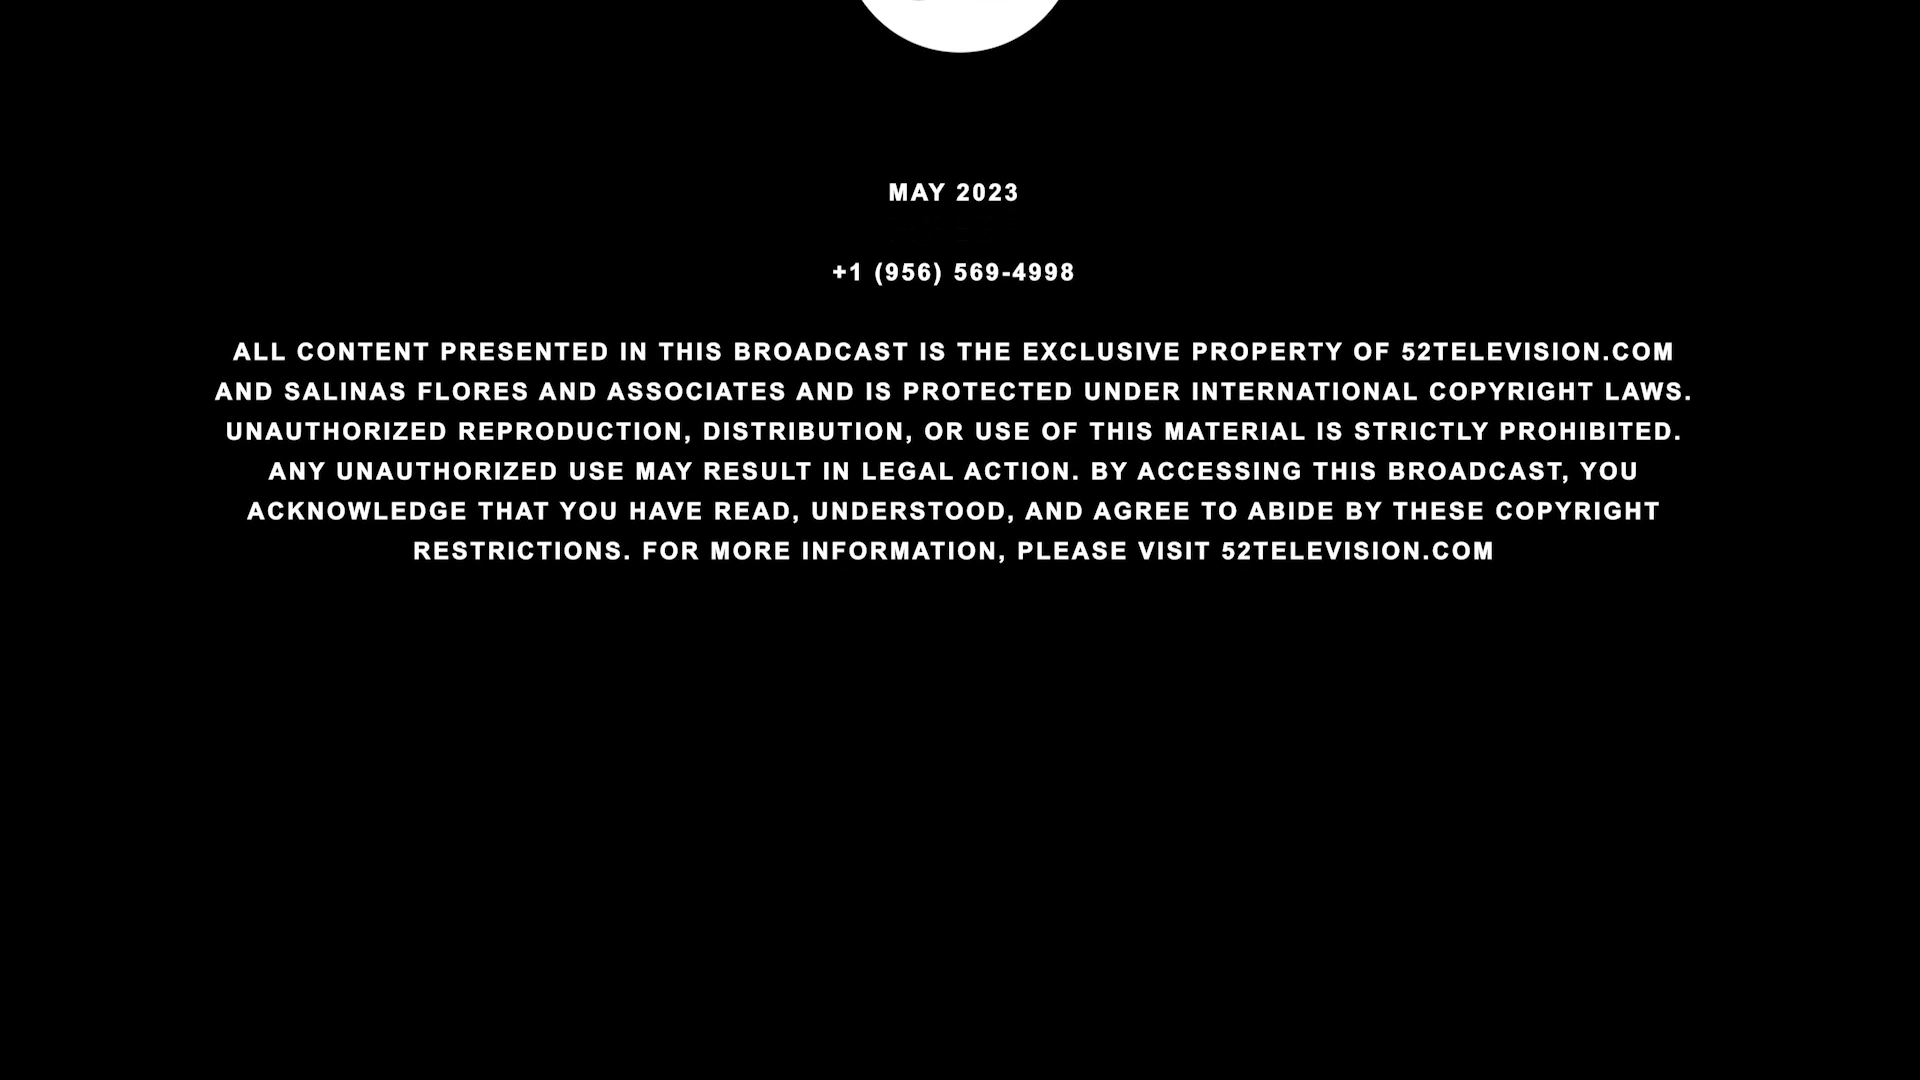 MAY 2023
+1 (956) 569-4998
ALL CONTENT PRESENTED IN THIS BROADCAST IS THE EXCLUSIVE PROPERTY OF 52TELEVISION.COM
AND SALINAS FLORES AND ASSOCIATES AND IS PROTECTED UNDER INTERNATIONAL COPYRIGHT LAWS.
UNAUTHORIZED REPRODUCTION, DISTRIBUTION, OR USE OF THIS MATERIAL IS STRICTLY PROHIBITED.
ANY UNAUTHORIZED USE MAY RESULT IN LEGAL ACTION. BY ACCESSING THIS BROADCAST, YOU
ACKNOWLEDGE THAT YOU HAVE READ, UNDERSTOOD, AND AGREE TO ABIDE BY THESE COPYRIGHT
RESTRICTIONS. FOR MORE INFORMATION, PLEASE VISIT 52TELEVISION.COM